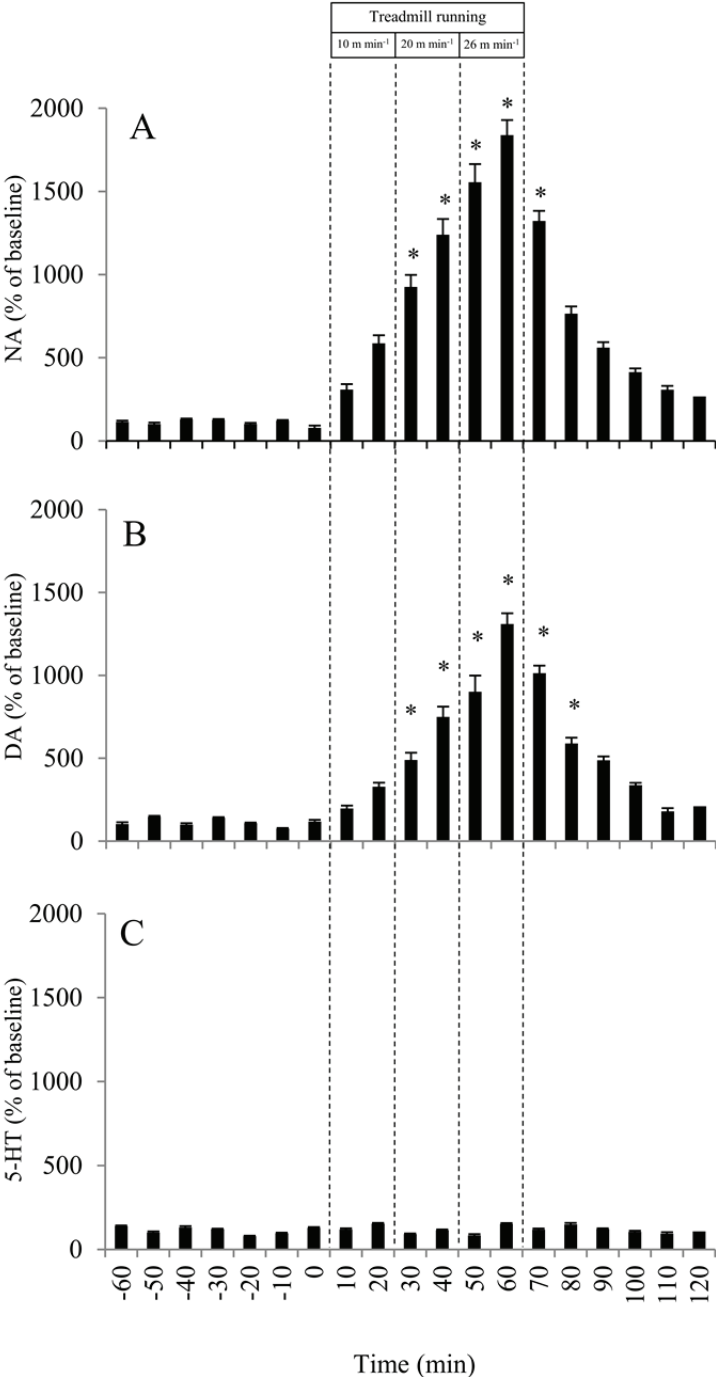 Treadmill running
10 m min-1 20 m min-1 26 m min-1
A
2000
1500
1000
500
0
NA (% of baseline)
* * * * *
B
2000
1500
1000
500
0
DA (% of baseline)
* * * * * *
C
2000
1500
1000
500
0
5-HT (% of baseline)
-60 -50 -40 -30 -20 -10 0 10 20 30 40 50 60 70 80 90 100 110 120
Time (min)